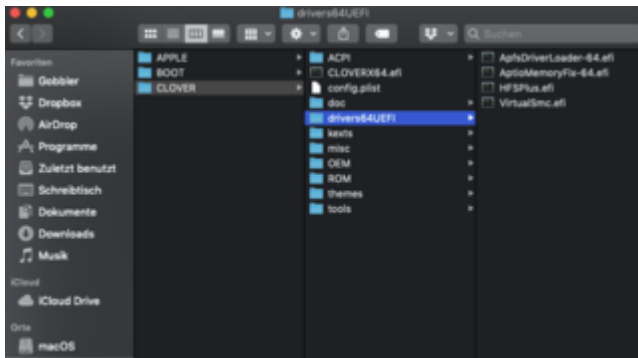 drivers64UEFI
Suchen
Favoriten
Gobbler
Dropbox
AirDrop
Programme
Zuletzt benutzt
Schreibtisch
Dokumente
Downloads
Musik
iCloud
iCloud Drive
Orte
macOS
APPLE
BOOT
CLOVER
ACPI
CLOVERX64.efi
config.plist
doc
drivers64UEFI
kexts
misc
OEM
ROM
themes
tools
ApfsDriverLoader-64.efi
AptioMemoryFix-64.efi
HFSPlus.efi
VirtualSmc.efi